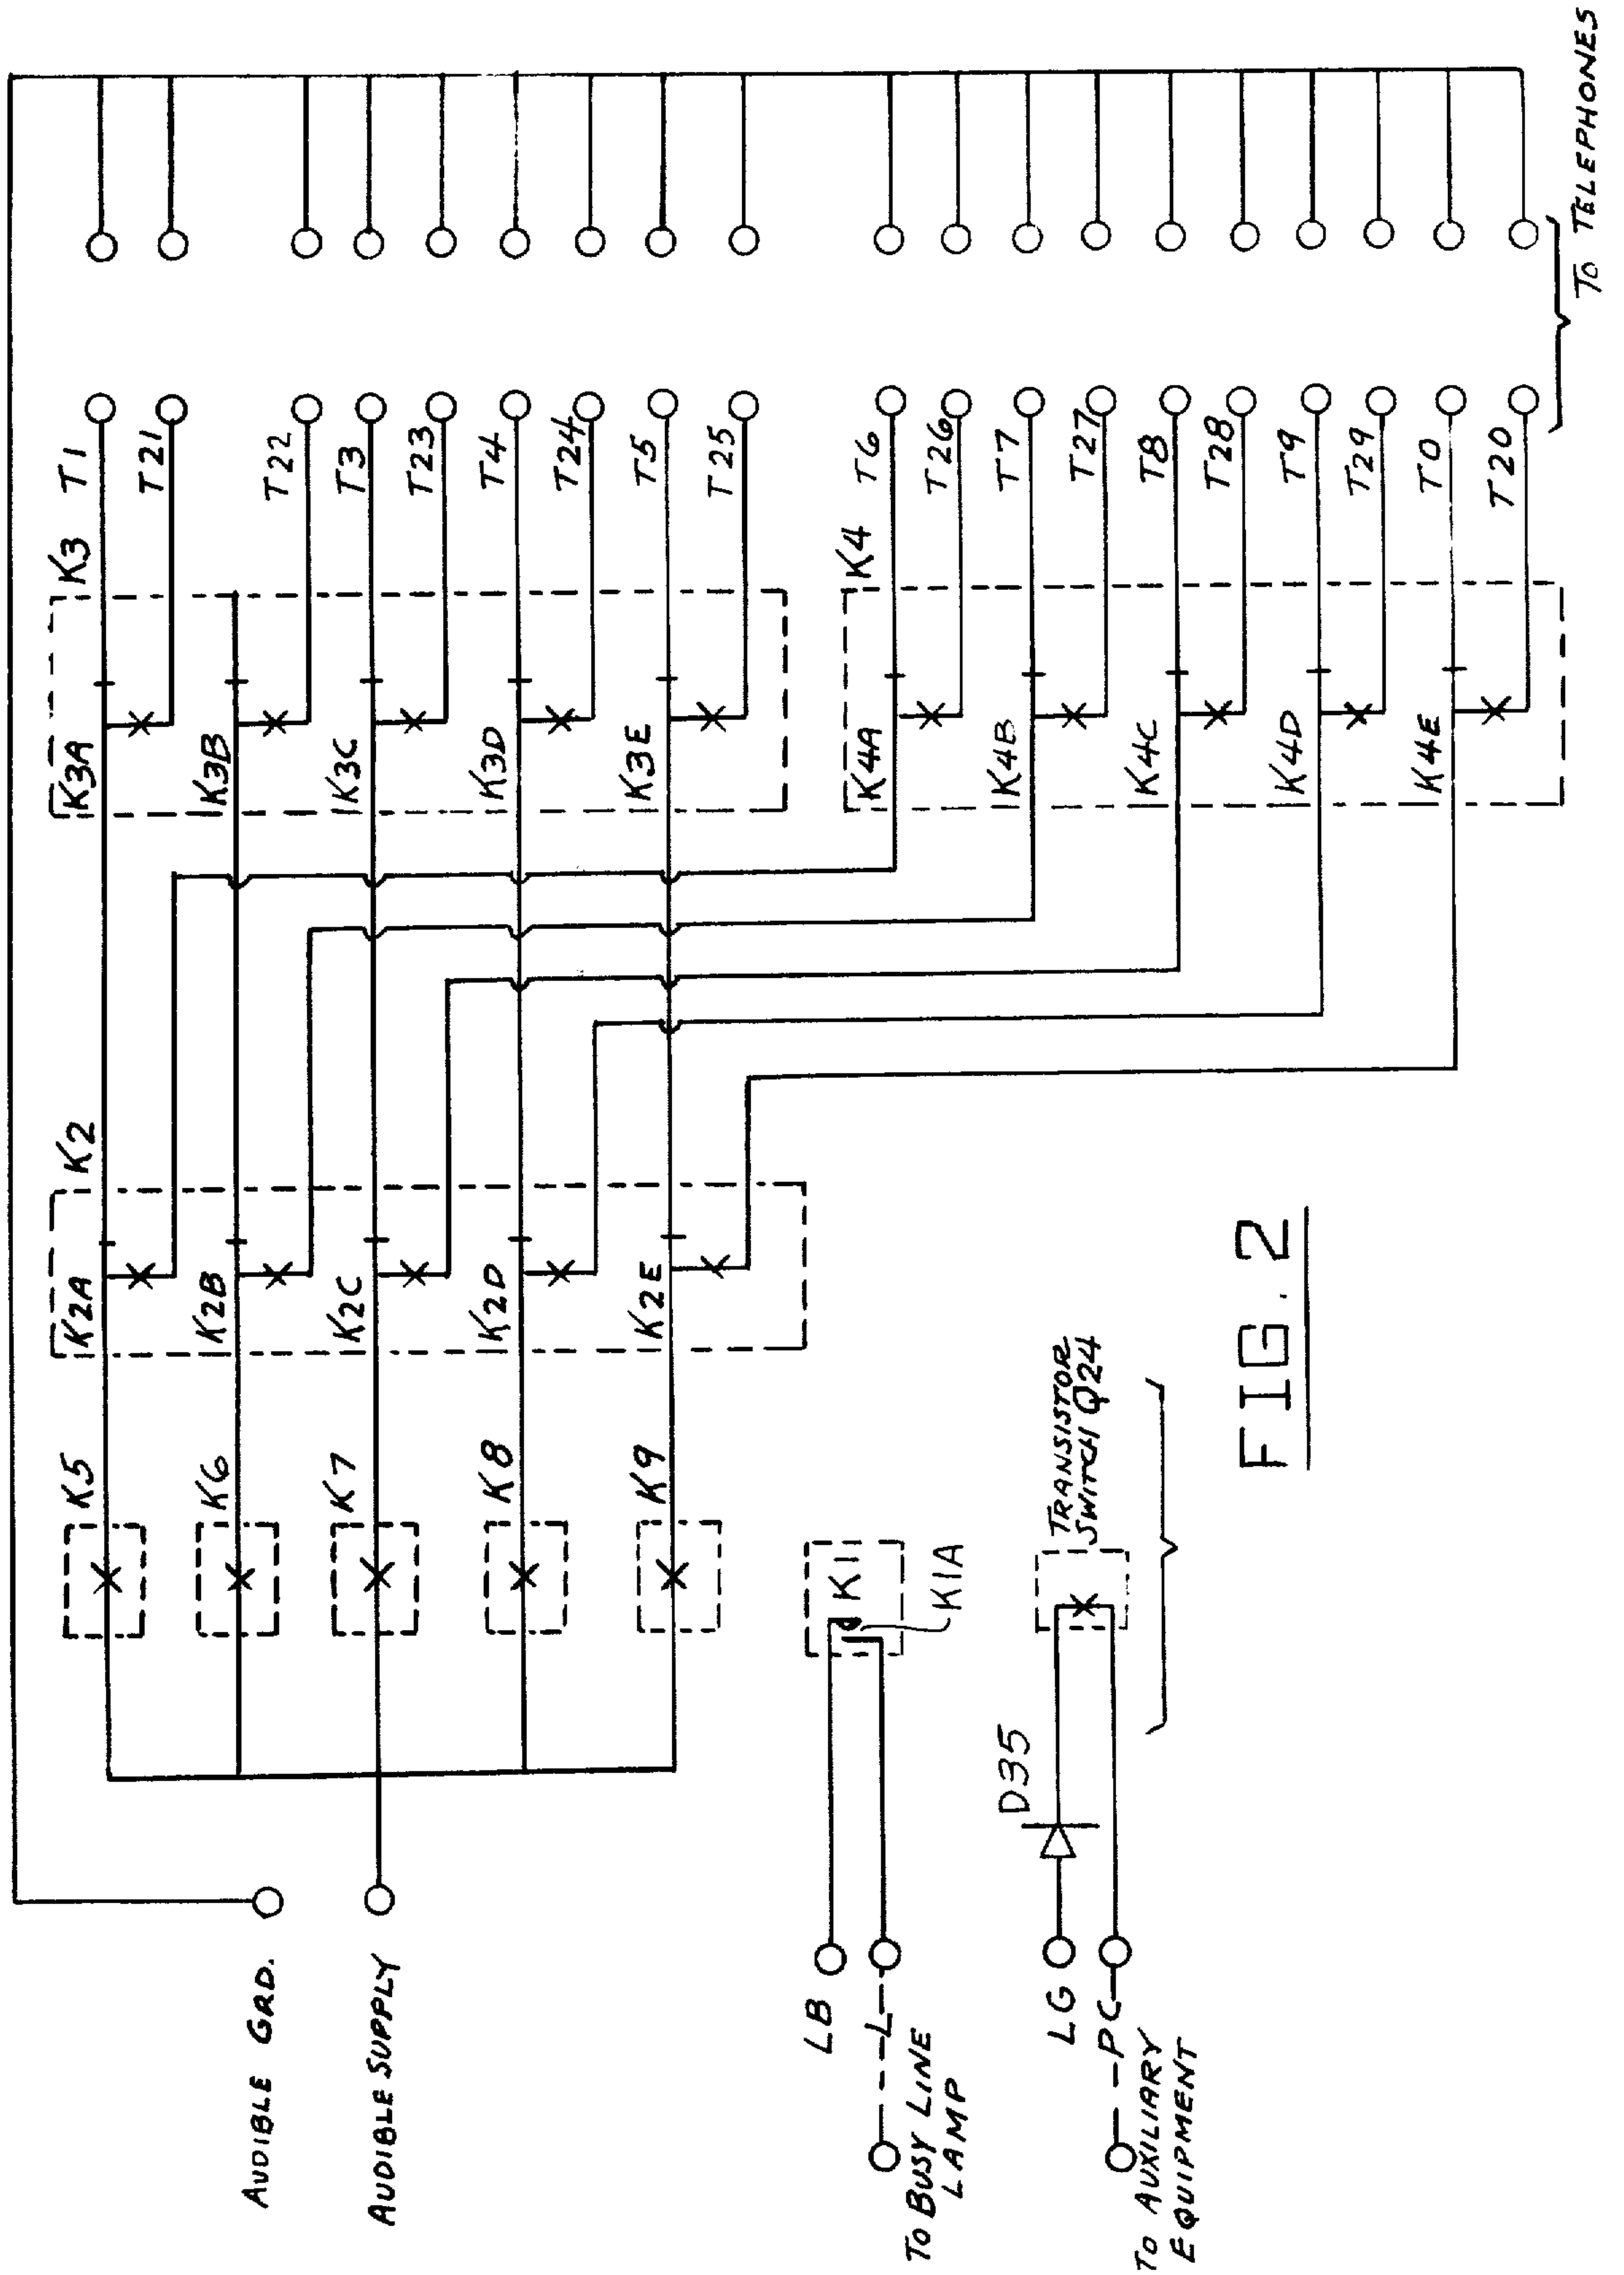 AUDIBLE GRD.
AUDIBLE SUPPLY
K5
K6
K7
K8
K9
K2
K2A
K2B
K2C
K2D
K2E
K3
K3A
K3B
K3C
K3D
K3E
T1
T21
T22
T3
T23
T4
T24
T5
T25
K4
K4A
K4B
K4C
K4D
K4E
T6
T26
T7
T27
T8
T28
T9
T29
T0
T20
TO TELEPHONES
LB
L
TO BUSY LINE
LAMP
K1
K1A
LG
PC
TO AUXILIARY
EQUIPMENT
D35
TRANSISTOR
SWITCH Q24
FIG. 2